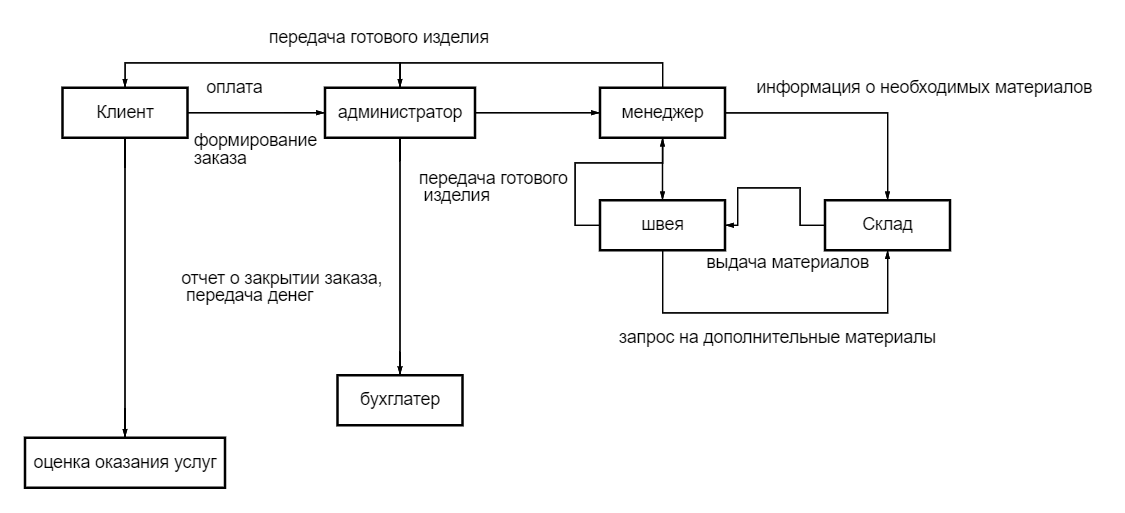 передача готового изделия
оплата
информация о необходимых материалов
Клиент
администратор
менеджер
формирование
заказа
передача готового
изделия
швея
Склад
выдача материалов
отчет о закрытии заказа,
передача денег
запрос на дополнительные материалы
бухглатер
оценка оказания услуг